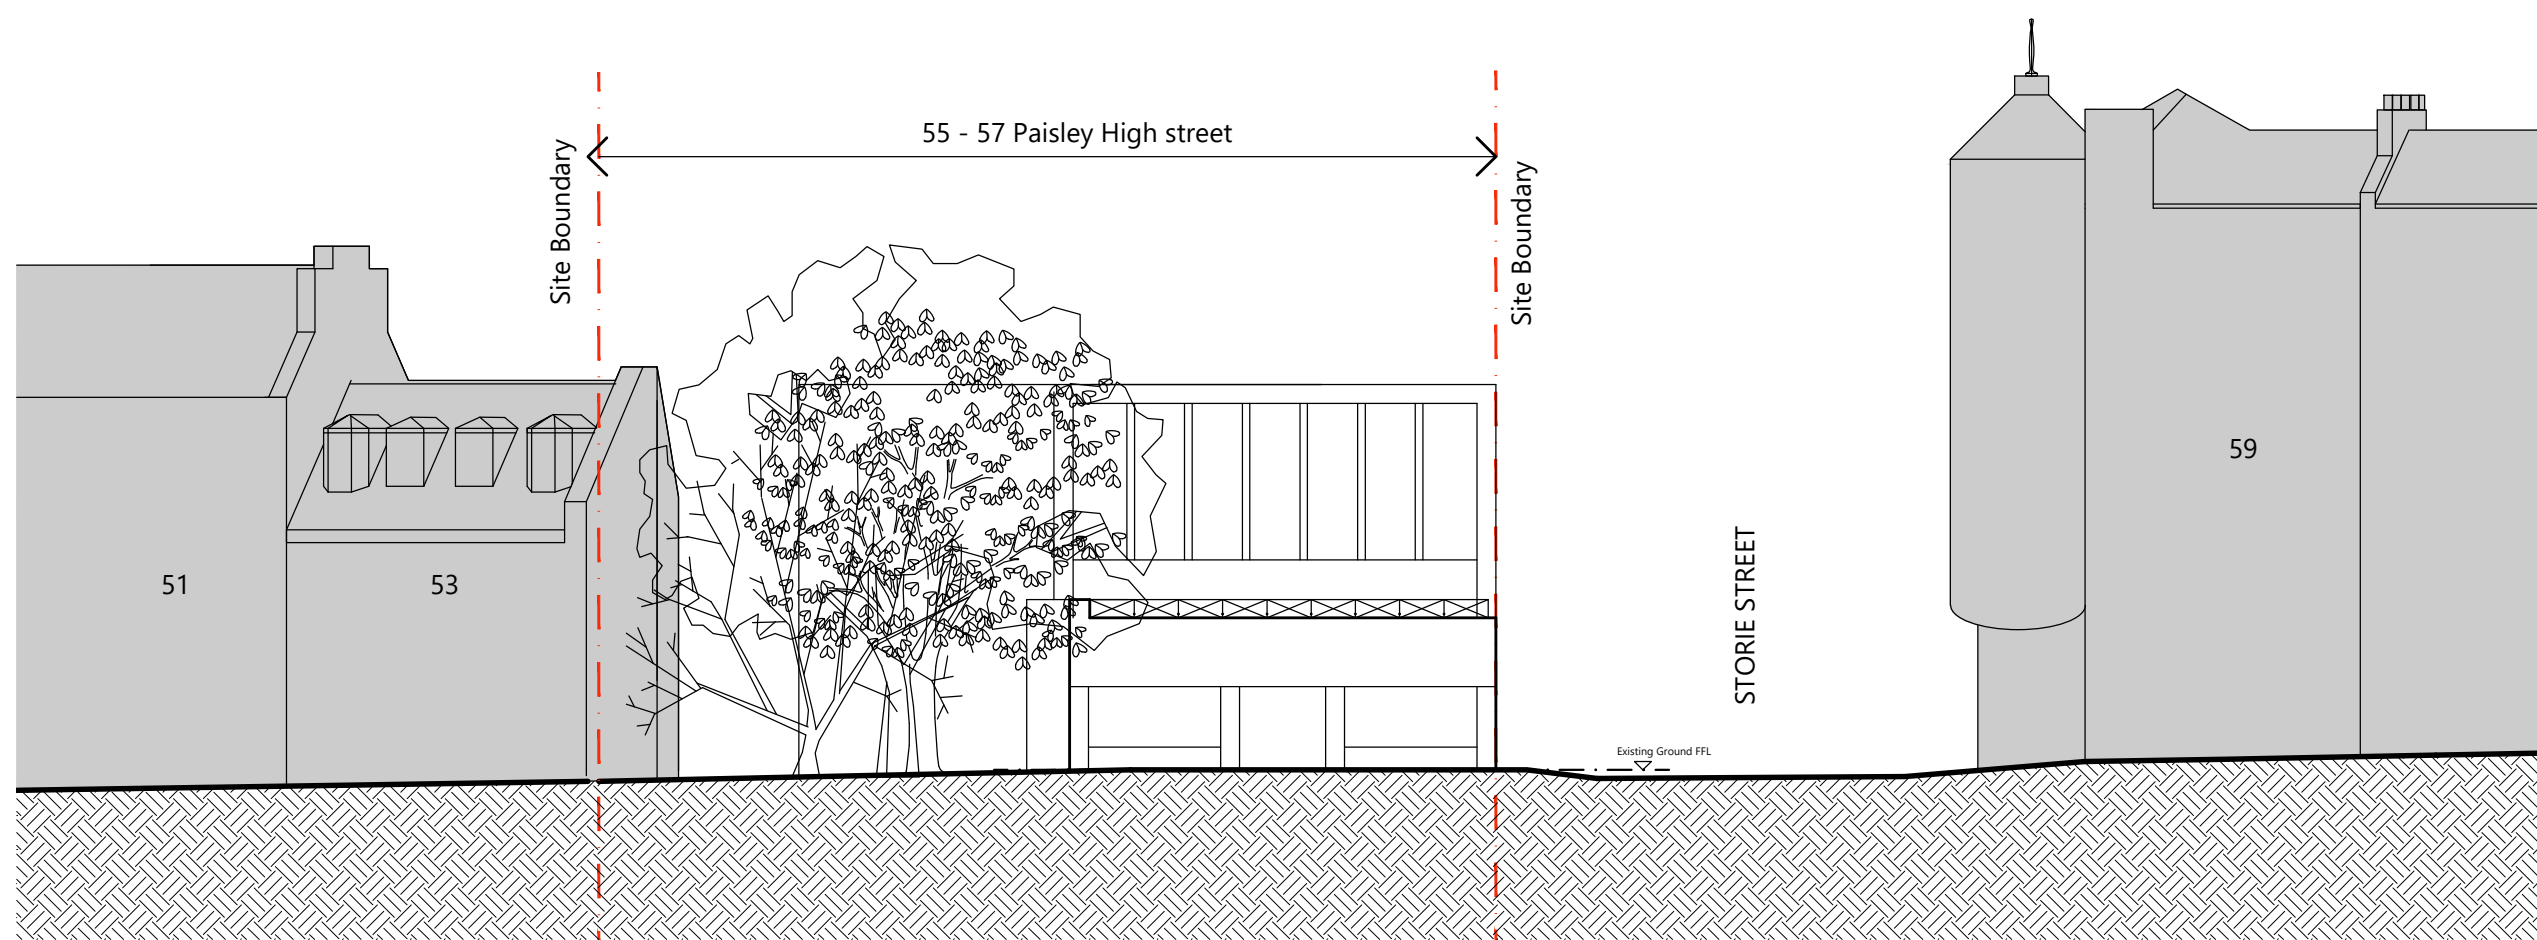 55 - 57 Paisley High street
Site Boundary
Site Boundary
51
53
59
STORIE STREET
Existing Ground FFL